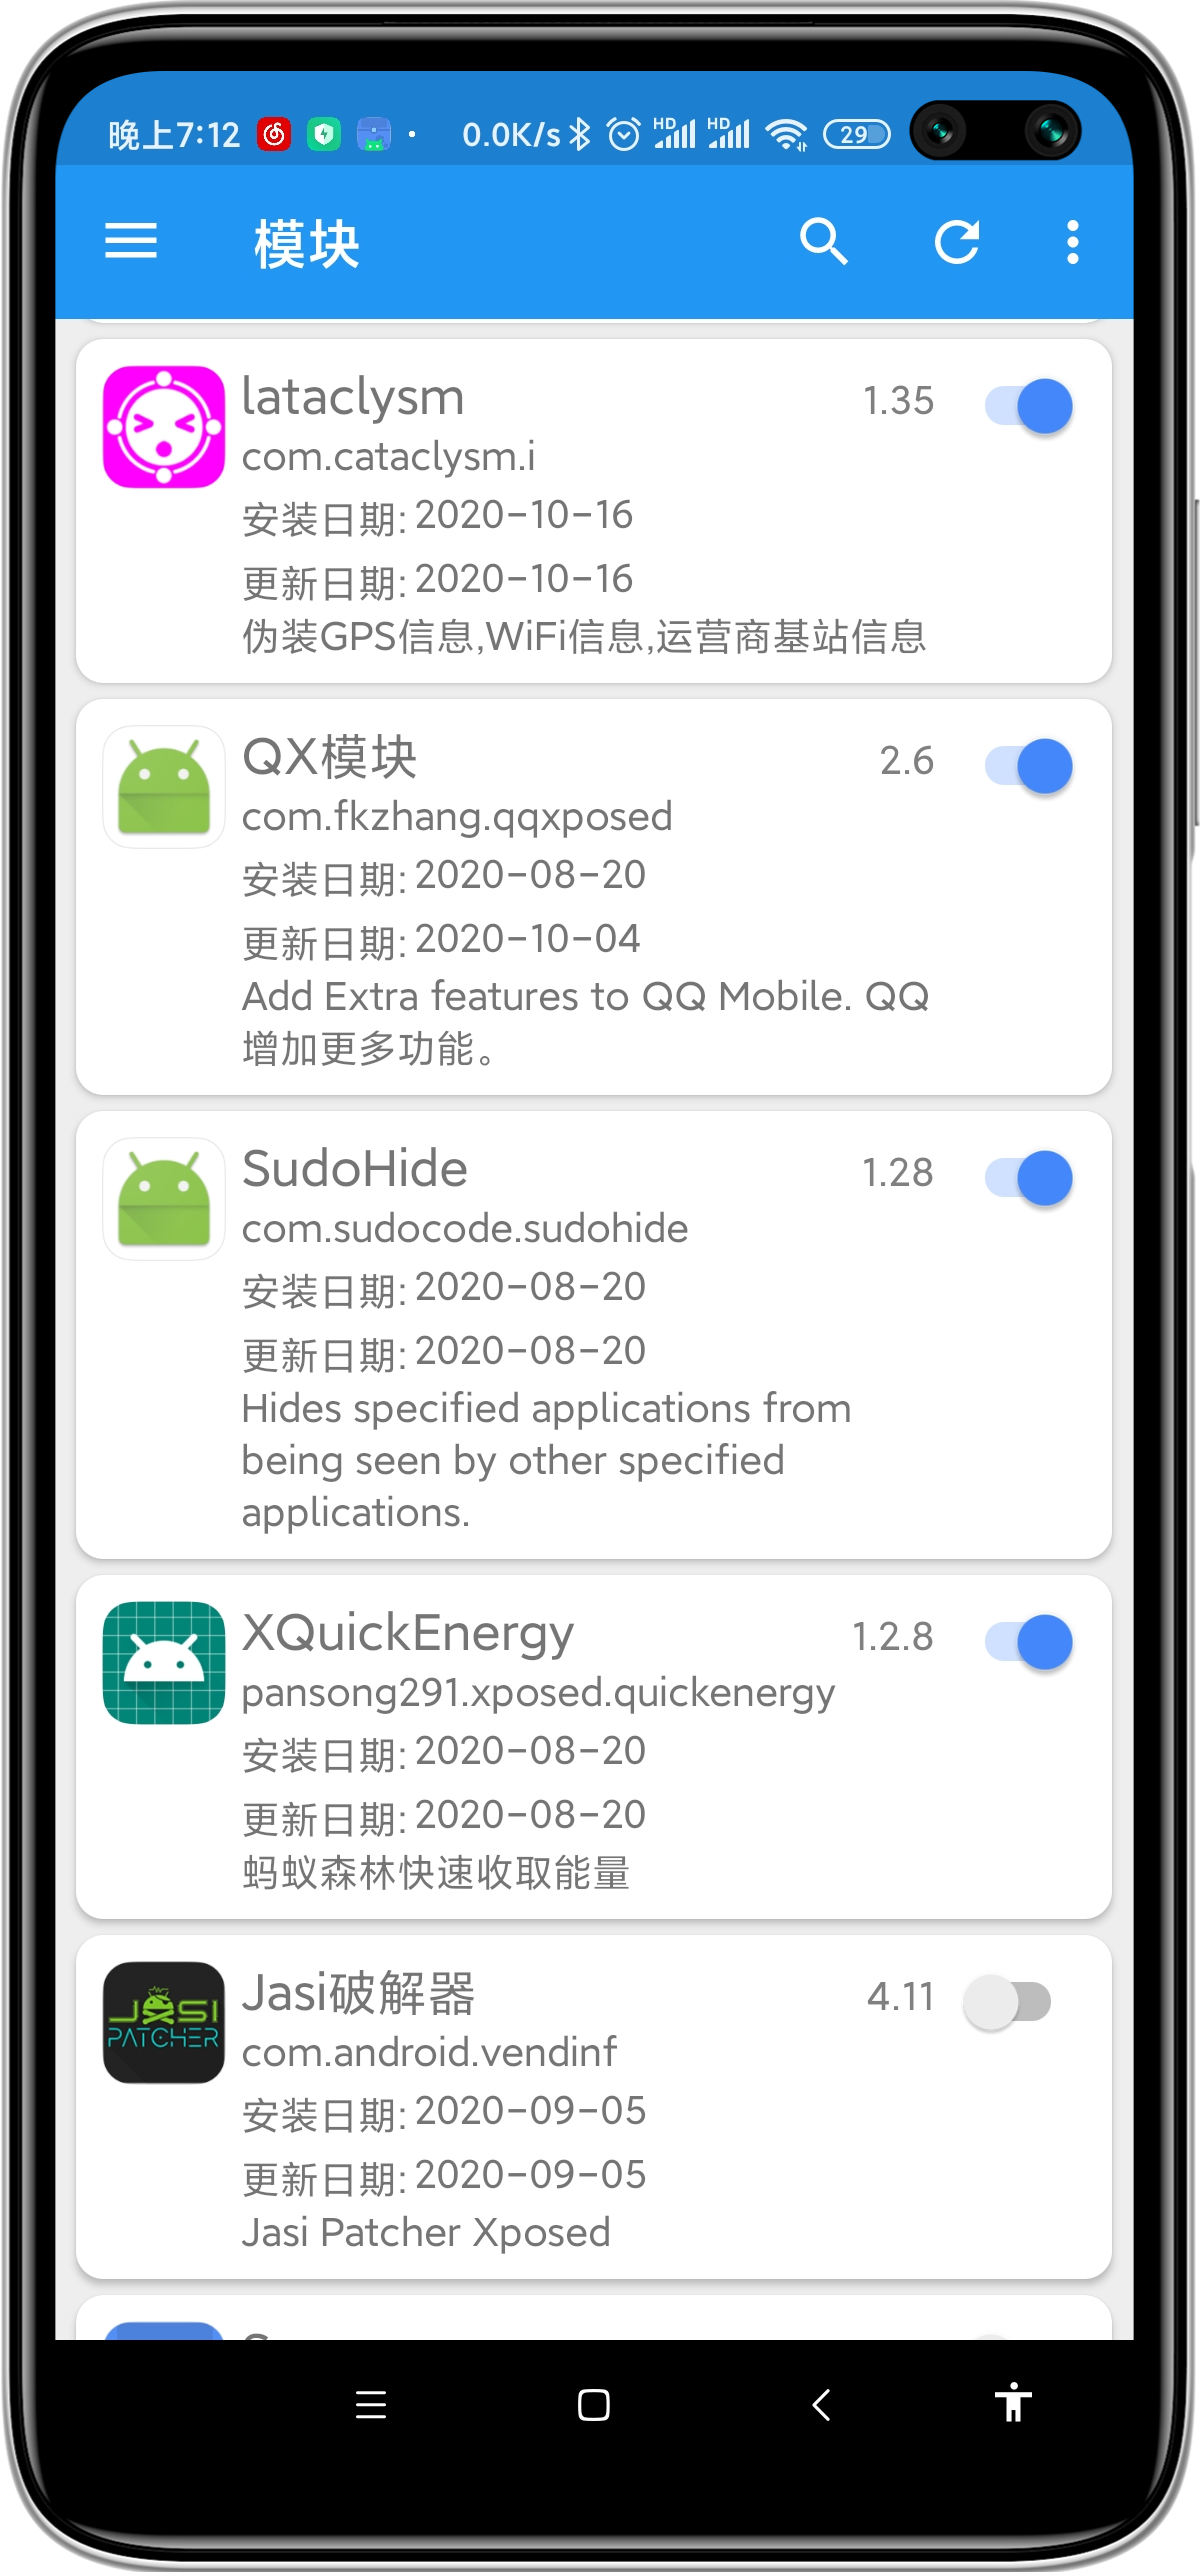 晚上7:12 0.0K/s HD HD 29
模块
lataclysm 1.35
com.cataclysm.i
安装日期: 2020-10-16
更新日期: 2020-10-16
伪装GPS信息,WiFi信息,运营商基站信息
QX模块 2.6
com.fkzhang.qqxposed
安装日期: 2020-08-20
更新日期: 2020-10-04
Add Extra features to QQ Mobile. QQ
增加更多功能。
SudoHide 1.28
com.sudocode.sudohide
安装日期: 2020-08-20
更新日期: 2020-08-20
Hides specified applications from
being seen by other specified
applications.
XQuickEnergy 1.2.8
pansong291.xposed.quickenergy
安装日期: 2020-08-20
更新日期: 2020-08-20
蚂蚁森林快速收取能量
JASI
PATCHER
Jasi破解器 4.11
com.android.vendinf
安装日期: 2020-09-05
更新日期: 2020-09-05
Jasi Patcher Xposed